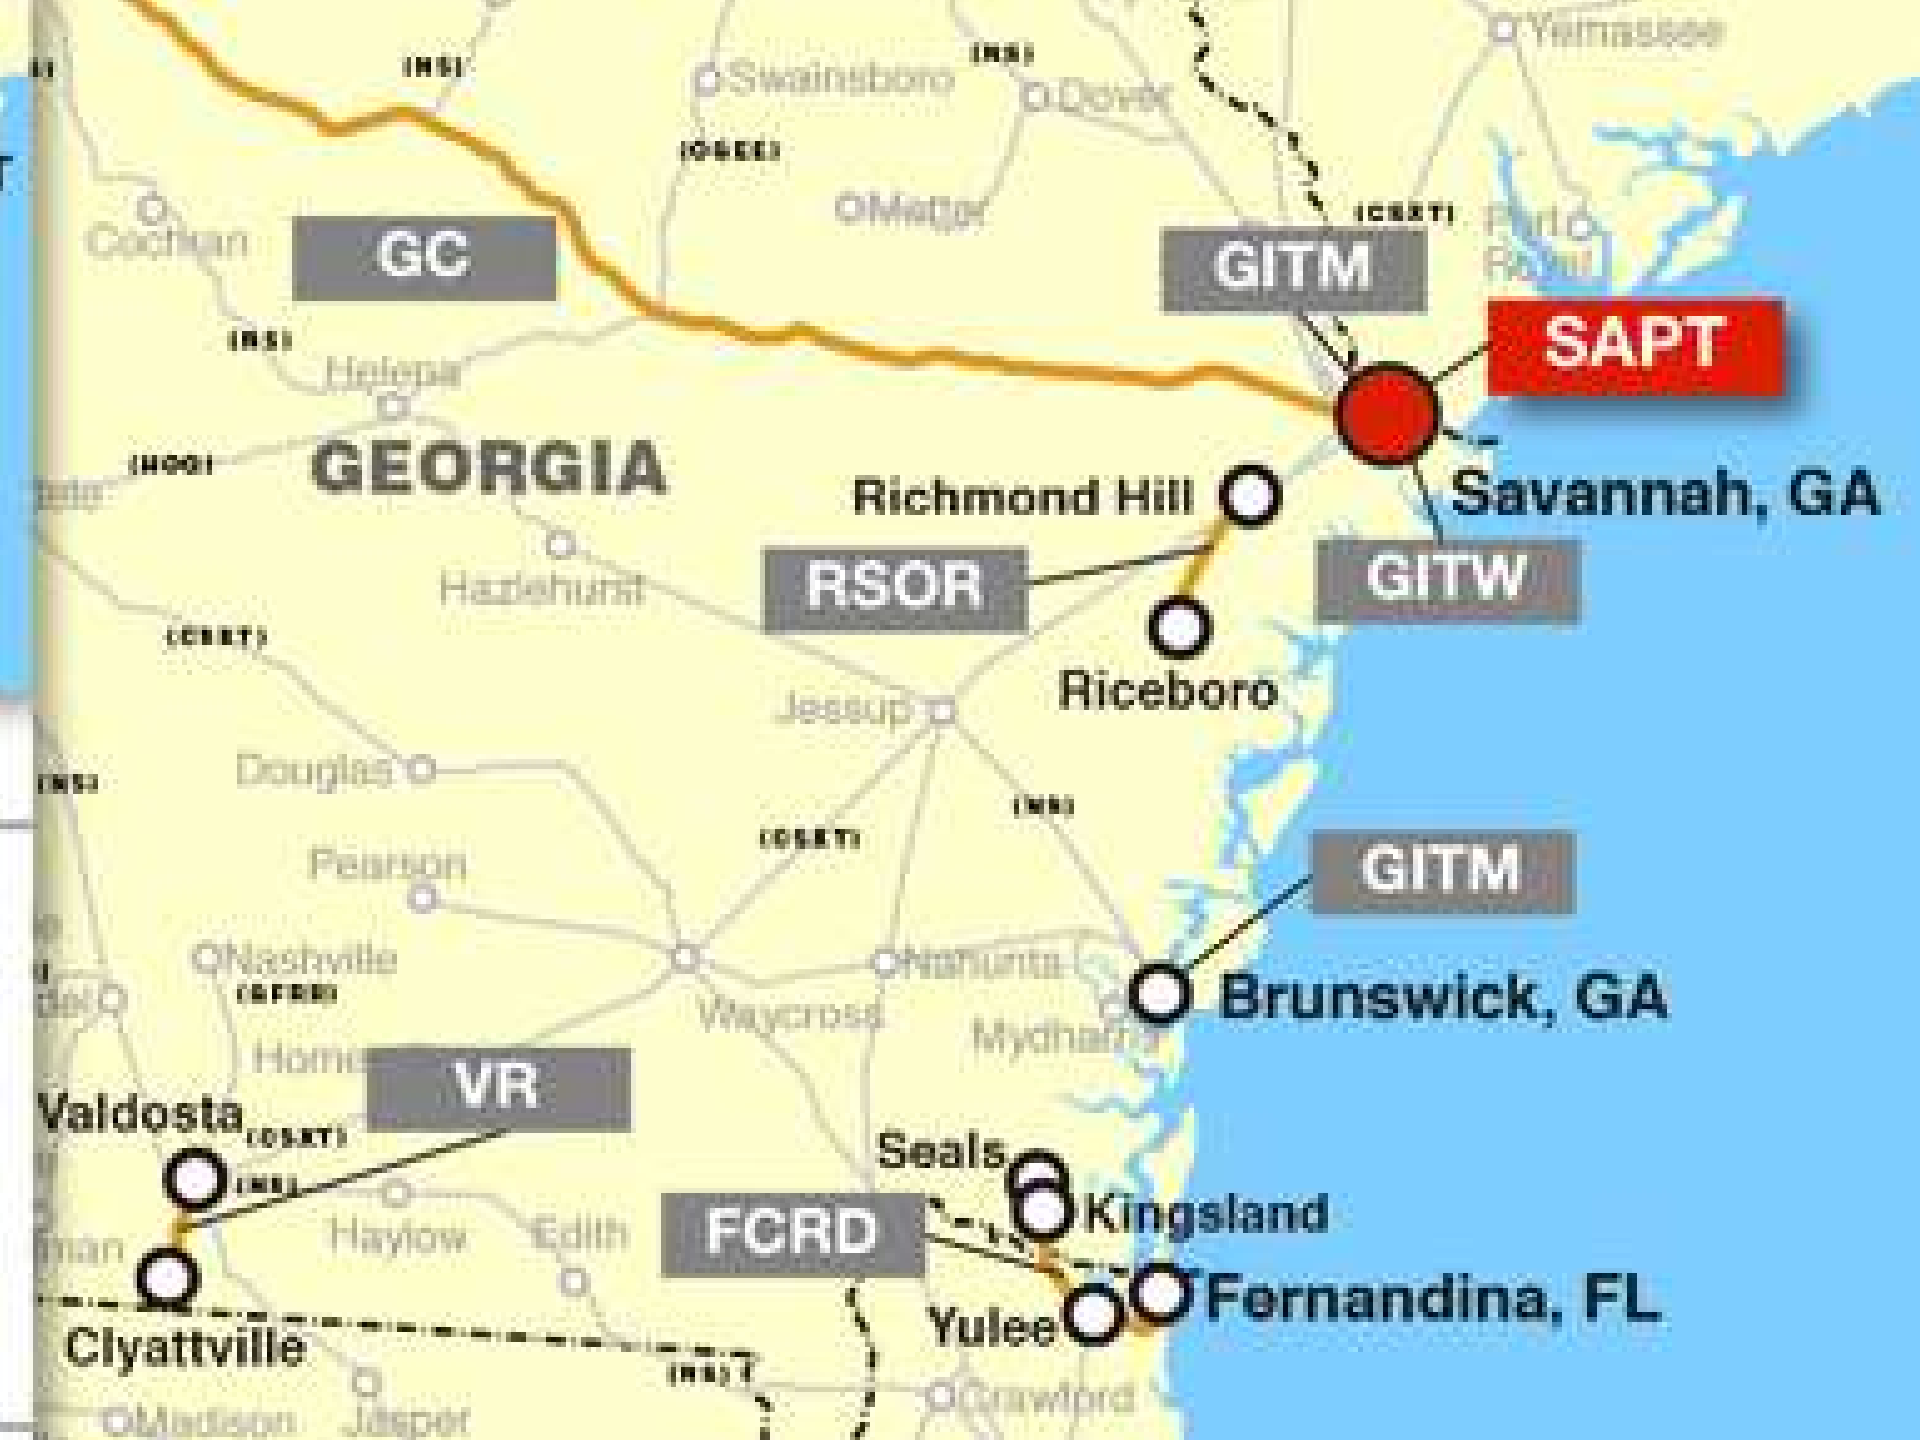 Yemassee
(NS)
(NS)
Swainsboro
Dover
(OGEE)
Cochran
GC
Metter
(CSXT)
Port
Royal
GITM
SAPT
(NS)
Helena
(HOG)
GEORGIA
Richmond Hill
Savannah, GA
Hazlehurst
RSOR
GITW
(CSXT)
Riceboro
Jessup
Douglas
(NS)
(NS)
(CSXT)
Pearson
GITM
Nashville
(GFRR)
Nahunta
Waycross
Brunswick, GA
VR
Valdosta
(CSXT)
(NS)
Seals
Kingsland
Haylow
Edith
FCRD
Fernandina, FL
Yulee
Clyattville
(NS)
Crawford
Madison
Jasper